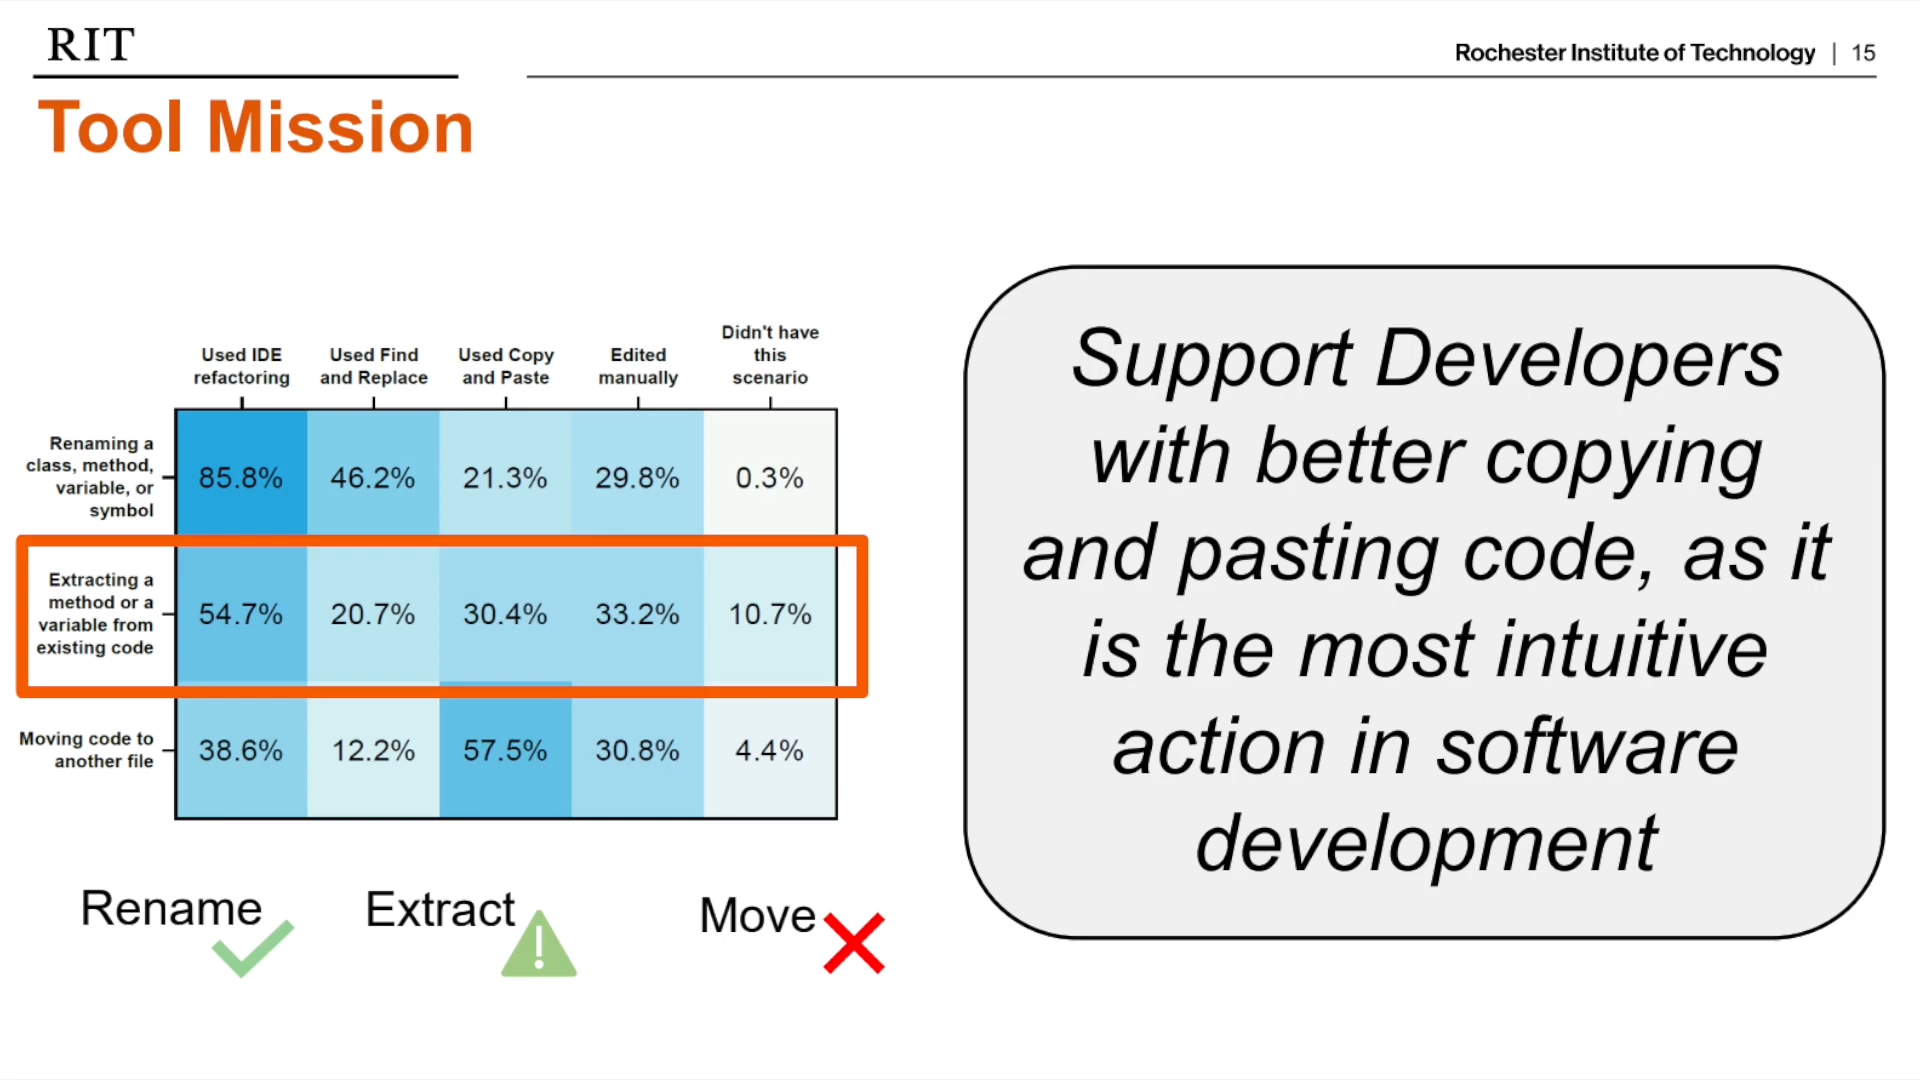 RIT
Rochester Institute of Technology | 15
Tool Mission
Used IDE
refactoring
Used Find
and Replace
Used Copy
and Paste
Edited
manually
Didn't have
this
scenario
Renaming a
class, method,
variable, or
symbol
85.8% 46.2% 21.3% 29.8% 0.3%
Extracting a
method or a
variable from
existing code
54.7% 20.7% 30.4% 33.2% 10.7%
Moving code to
another file
38.6% 12.2% 57.5% 30.8% 4.4%
Rename Extract Move
Support Developers
with better copying
and pasting code, as it
is the most intuitive
action in software
development